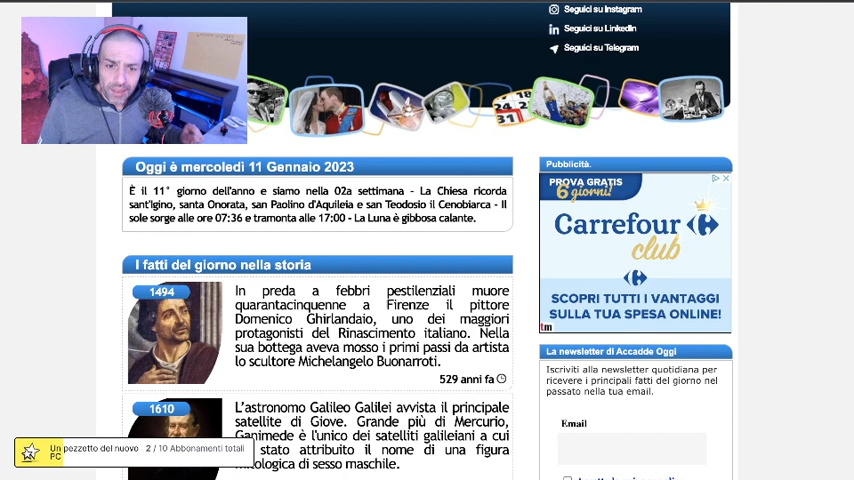 Seguici su Instagram
Seguici su LinkedIn
Seguici su Telegram
24 25
31
Oggi è mercoledì 11 Gennaio 2023
È il 11° giorno dell'anno e siamo nella 02a settimana - La Chiesa ricorda
sant'Igino, santa Onorata, san Paolino d'Aquileia e san Teodosio il Cenobiarca - Il
sole sorge alle ore 07:36 e tramonta alle 17:00 - La Luna è gibbosa calante.
I fatti del giorno nella storia
1494
In preda a febbri pestilenziali muore
quarantacinquenne a Firenze il pittore
Domenico Ghirlandaio, uno dei maggiori
protagonisti del Rinascimento italiano. Nella
sua bottega aveva mosso i primi passi da artista
lo scultore Michelangelo Buonarroti.
529 anni fa
1610
L'astronomo Galileo Galilei avvista il principale
satellite di Giove. Grande più di Mercurio,
Ganimede è l'unico dei satelliti galileiani a cui
stato attribuito il nome di una figura
mitologica di sesso maschile.
Un pezzetto del nuovo
PC
2 / 10 Abbonamenti totali
Pubblicità.
PROVA GRATIS
6 giorni!
Carrefour
club
SCOPRI TUTTI I VANTAGGI
SULLA TUA SPESA ONLINE!
tm
La newsletter di Accadde Oggi
Iscriviti alla newsletter quotidiana per
ricevere i principali fatti del giorno nel
passato nella tua email.
Email